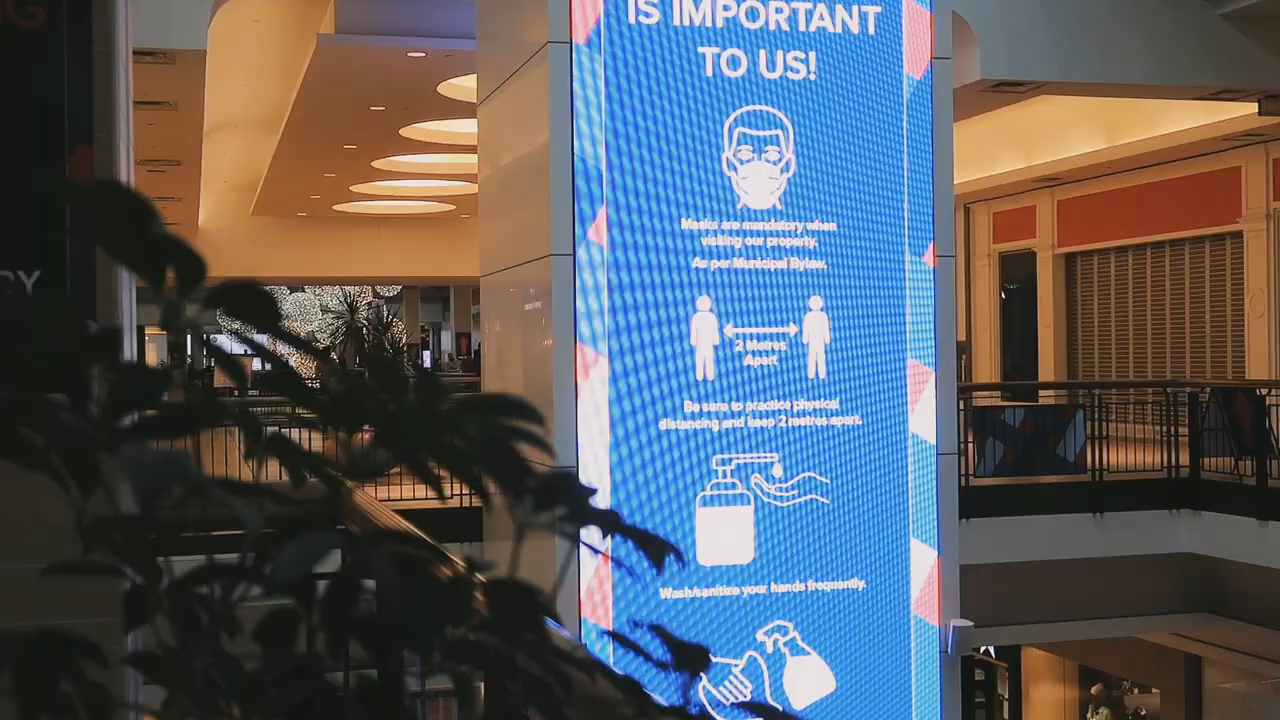 IS IMPORTANT
TO US!
Masks are mandatory when
visiting our property.
As per Municipal Bylaw.
2 Metres
Apart
Be sure to practice physical
distancing and keep 2 metres apart.
Wash/sanitize your hands frequently.